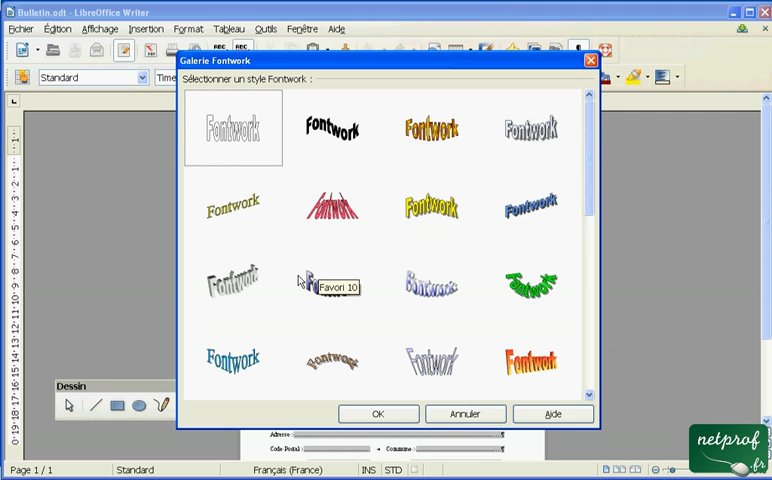 Bulletin.odt - LibreOffice Writer
Fichier Édition Affichage Insertion Format Tableau Outils Fenêtre Aide
Galerie Fontwork
Standard
Sélectionner un style Fontwork :
Fontwork Fontwork Fontwork Fontwork
Fontwork Fontwork Fontwork Fontwork
Fontwork Fontwork Fontwork
Favori 10
Fontwork Fontwork Fontwork Fontwork
Dessin
OK Annuler Aide
Adresse :
Code-Postal : Commune :
Page 1 / 1 Standard Français (France) INS STD
netprof
.fr